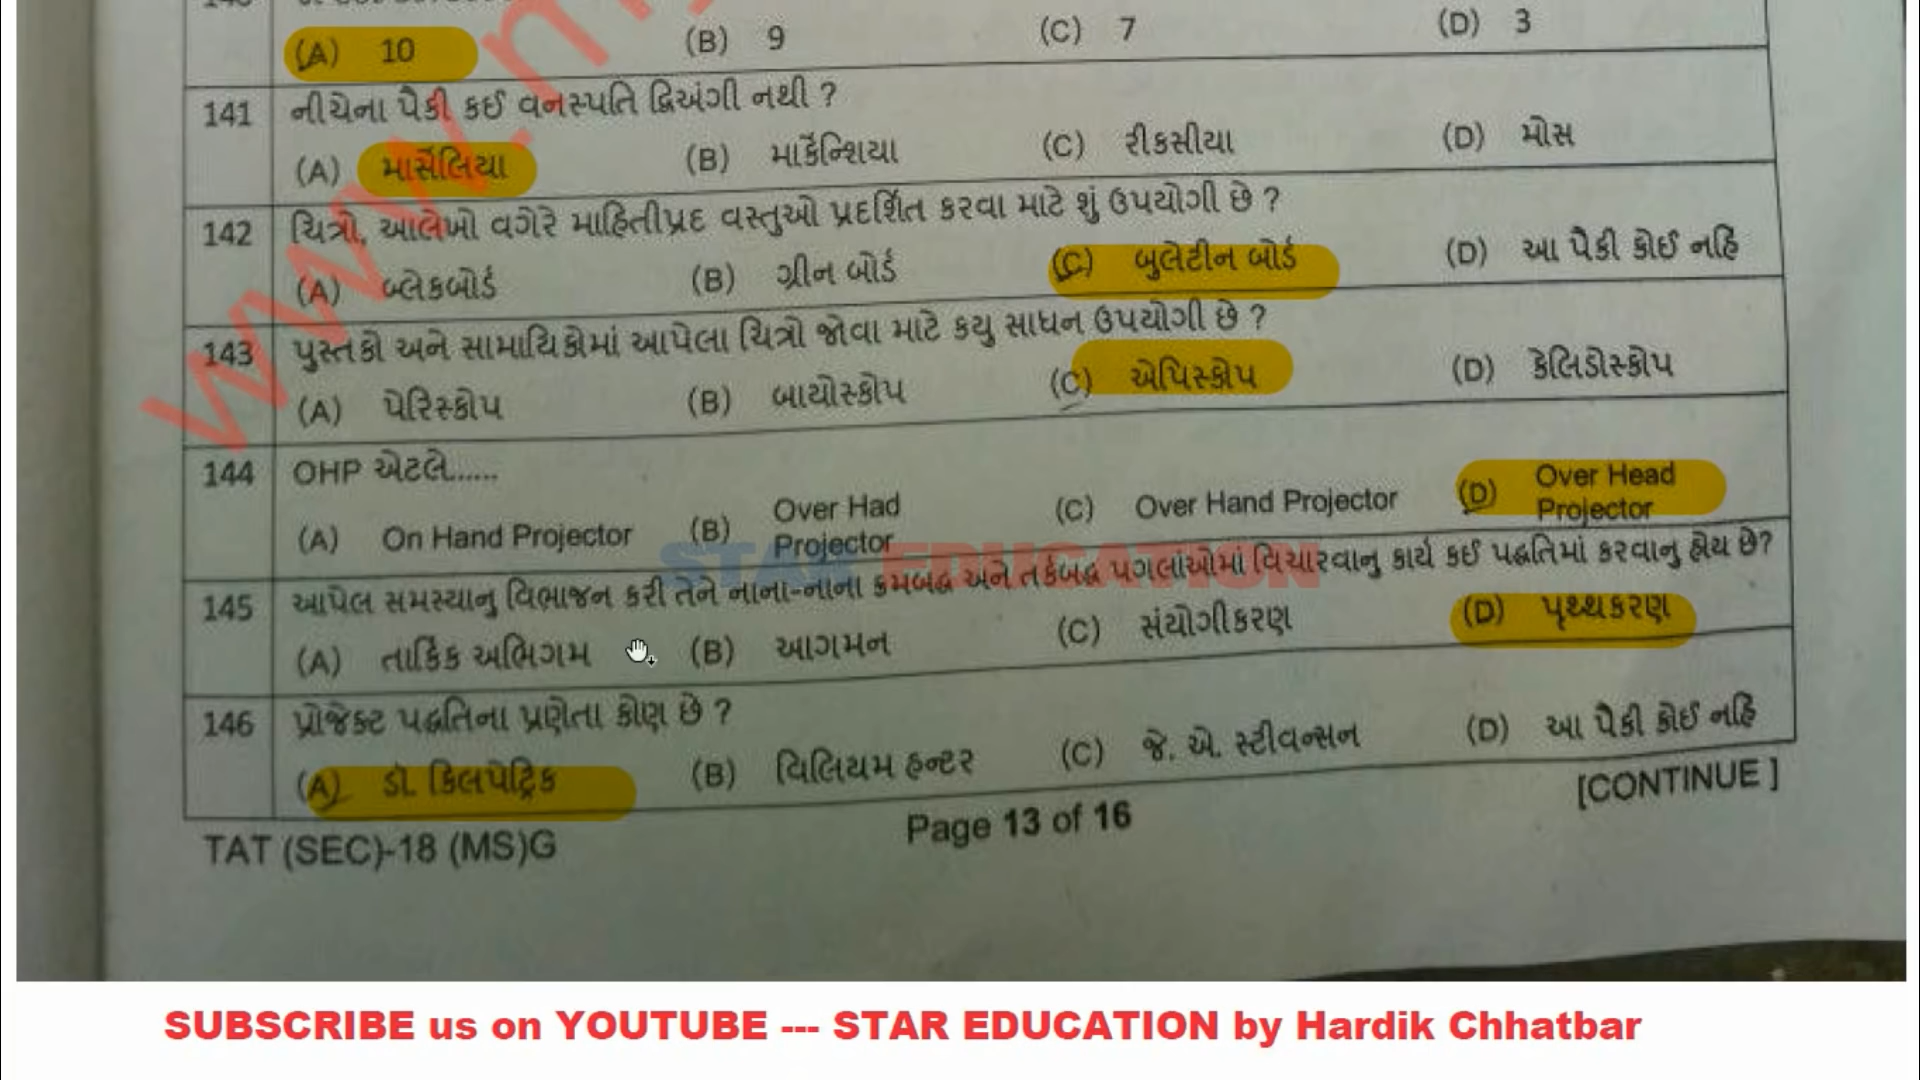 (A) 10 (B) 9 (C) 7 (D) 3
141 નીચેના પૈકી કઈ વનસ્પતિ દ્વિઅંગી નથી ?
(A) માર્સેલિયા (B) માર્કેન્શિયા (C) રીકસીયા (D) મોસ
142 ચિત્રો, આલેખો વગેરે માહિતીપ્રદ વસ્તુઓ પ્રદર્શિત કરવા માટે શું ઉપયોગી છે ?
(A) બ્લેકબોર્ડ (B) ગ્રીન બોર્ડ (C) બુલેટીન બોર્ડ (D) આ પૈકી કોઈ નહિ
143 પુસ્તકો અને સામાયિકોમાં આપેલા ચિત્રો જોવા માટે કયુ સાધન ઉપયોગી છે ?
(A) પેરિસ્કોપ (B) બાયોસ્કોપ (C) એપિસ્કોપ (D) કેલિડોસ્કોપ
144 OHP એટલે......
(A) On Hand Projector (B) Over Had Projector (C) Over Hand Projector (D) Over Head Projector
STAR EDUCATION
145 આપેલ સમસ્યાનુ વિભાજન કરી તેને નાના-નાના ક્રમબદ્ધ અને તર્કબદ્ધ પગલાંઓમાં વિચારવાનુ કાર્ય કઈ પદ્ધતિમાં કરવાનુ હોય છે?
(A) તાર્કિક અભિગમ (B) આગમન (C) સંયોગીકરણ (D) પૃથ્થકરણ
146 પ્રોજેક્ટ પદ્ધતિના પ્રણેતા કોણ છે ?
(A) ડૉ. કિલપેટ્રિક (B) વિલિયમ હન્ટર (C) જે. એ. સ્ટીવન્સન (D) આ પૈકી કોઈ નહિ
[CONTINUE ]
TAT (SEC)-18 (MS)G Page 13 of 16
SUBSCRIBE us on YOUTUBE --- STAR EDUCATION by Hardik Chhatbar